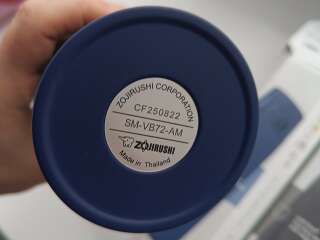 ZOJIRUSHI CORPORATION
CF250822
SM-VB72-AM
ZOJIRUSHI
Made in Thailand